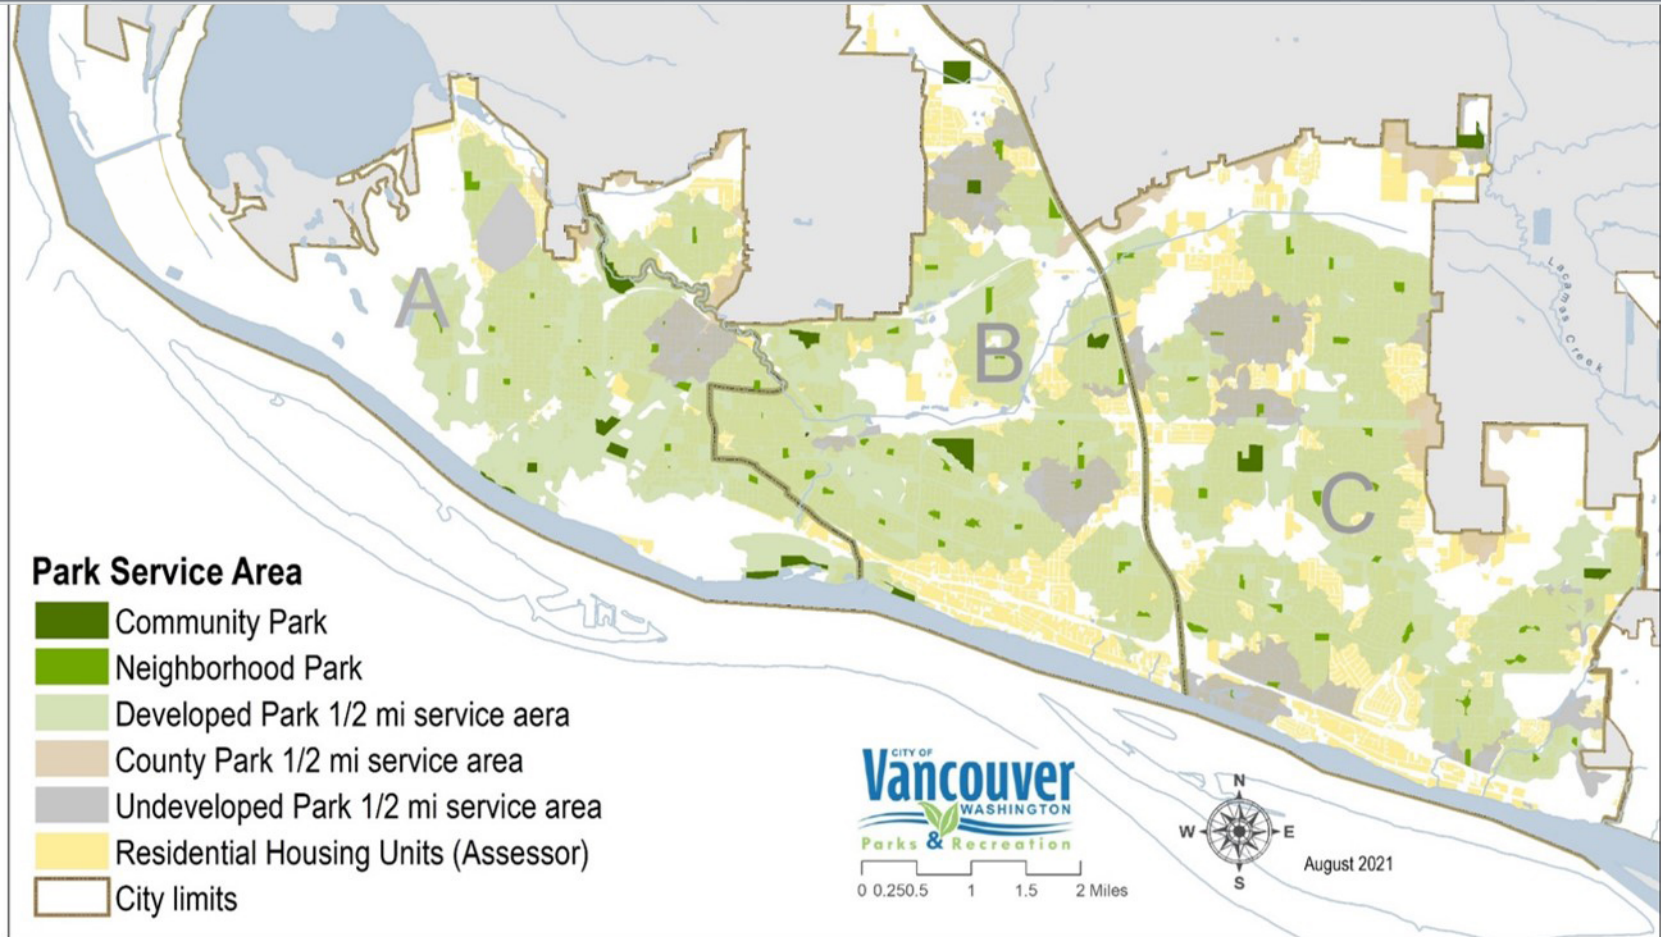 A
B
C
Lacamas Creek
Park Service Area
Community Park
Neighborhood Park
Developed Park 1/2 mi service aera
County Park 1/2 mi service area
Undeveloped Park 1/2 mi service area
Residential Housing Units (Assessor)
City limits
CITY OF
Vancouver
WASHINGTON
Parks & Recreation
0 0.250.5 1 1.5 2 Miles
N
W E
S
August 2021